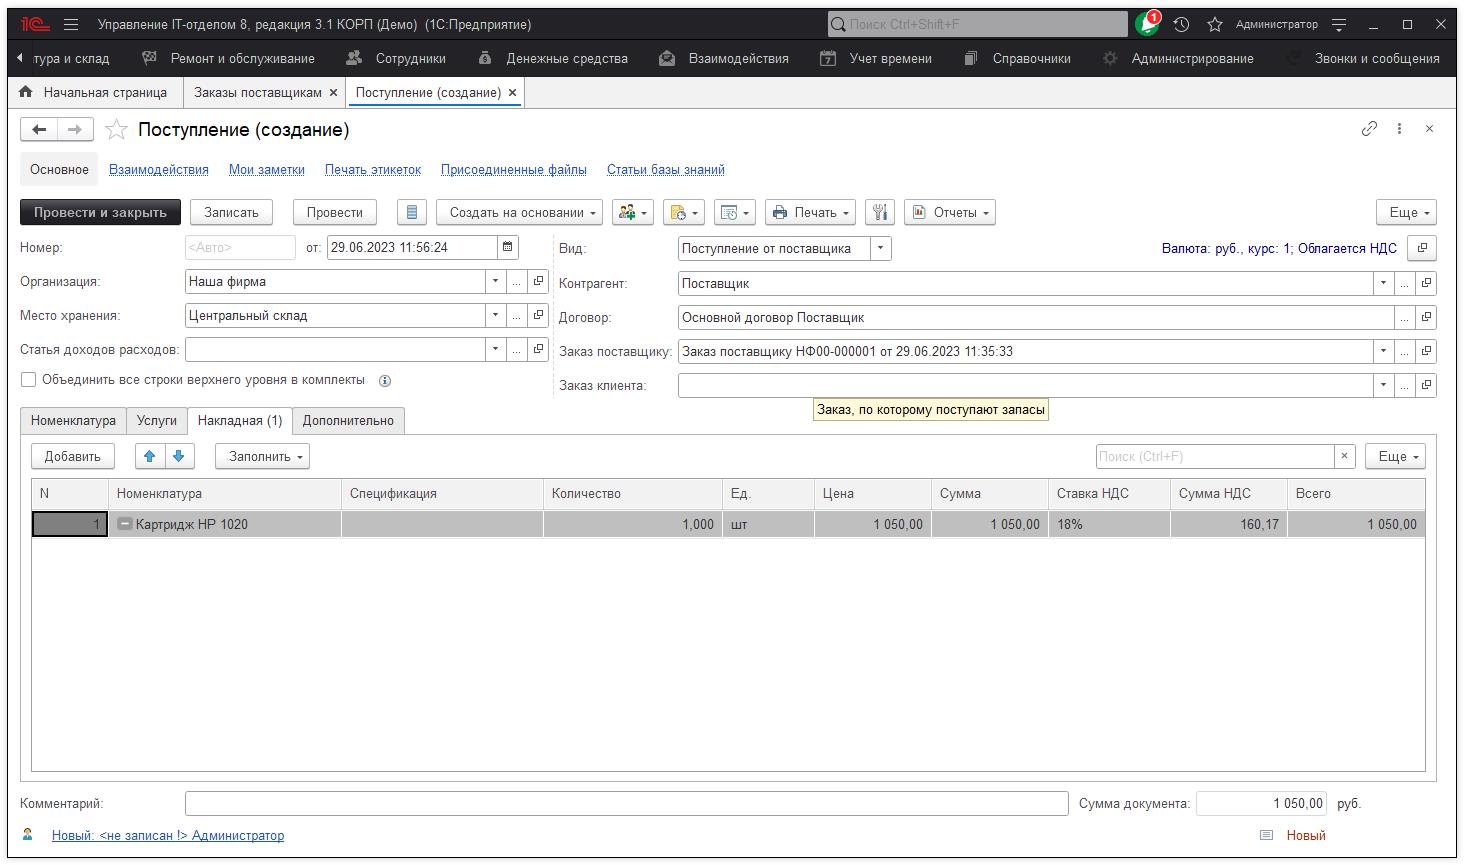 Управление IT-отделом 8, редакция 3.1 КОРП (Демо) (1С:Предприятие)
Поиск Ctrl+Shift+F
1
Администратор
тура и склад
Ремонт и обслуживание
Сотрудники
Денежные средства
Взаимодействия
Учет времени
Справочники
Администрирование
Звонки и сообщения
Начальная страница
Заказы поставщикам
Поступление (создание)
Поступление (создание)
Основное Взаимодействия Мои заметки Печать этикеток Присоединенные файлы Статьи базы знаний
Провести и закрыть Записать Провести Создать на основании Печать Отчеты Еще
Номер: <Авто> от: 29.06.2023 11:56:24
Вид: Поступление от поставщика
Валюта: руб., курс: 1; Облагается НДС
Организация: Наша фирма
Контрагент: Поставщик
Место хранения: Центральный склад
Договор: Основной договор Поставщик
Статья доходов расходов:
Заказ поставщику: Заказ поставщику НФ00-000001 от 29.06.2023 11:35:33
Объединить все строки верхнего уровня в комплекты
Заказ клиента:
Заказ, по которому поступают запасы
Номенклатура Услуги Накладная (1) Дополнительно
Добавить Заполнить Поиск (Ctrl+F) Еще
N Номенклатура Спецификация Количество Ед. Цена Сумма Ставка НДС Сумма НДС Всего
1 Картридж HP 1020 1,000 шт 1 050,00 1 050,00 18% 160,17 1 050,00
Комментарий:
Сумма документа: 1 050,00 руб.
Новый: <не записан !> Администратор
Новый